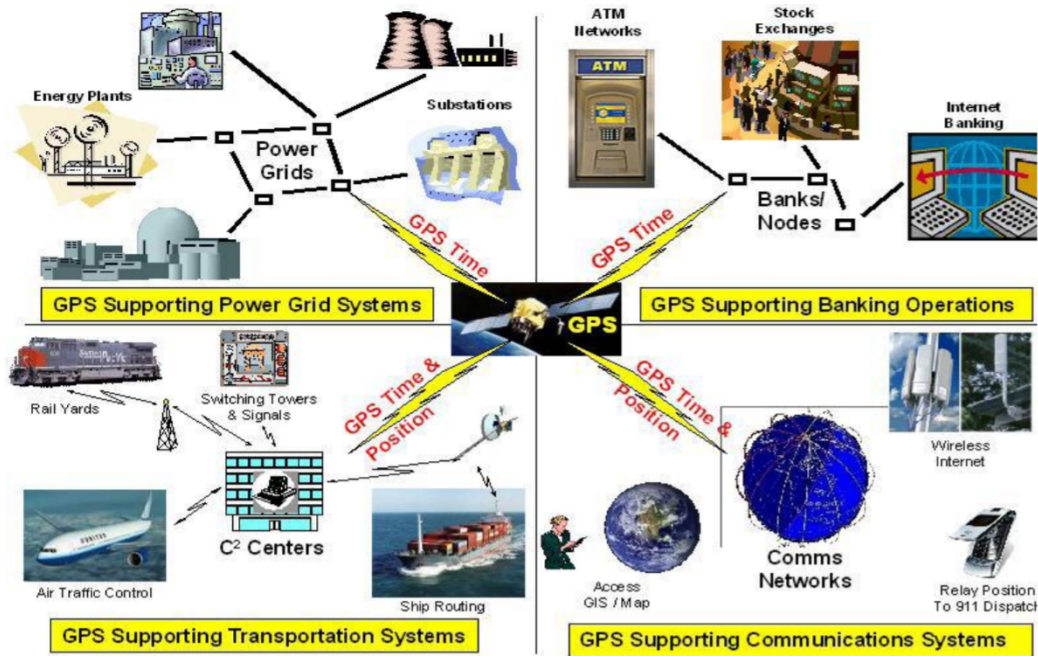 Energy Plants
Substations
Power
Grids
GPS Time
GPS Supporting Power Grid Systems
ATM
Networks
ATM
Stock
Exchanges
Internet
Banking
Banks/
Nodes
GPS Time
GPS Supporting Banking Operations
GPS
Rail Yards
Switching Towers
& Signals
GPS Time &
Position
C² Centers
Air Traffic Control
Ship Routing
GPS Supporting Transportation Systems
GPS Time &
Position
Wireless
Internet
Access
GIS / Map
Comms
Networks
Relay Position
To 911 Dispatch
GPS Supporting Communications Systems